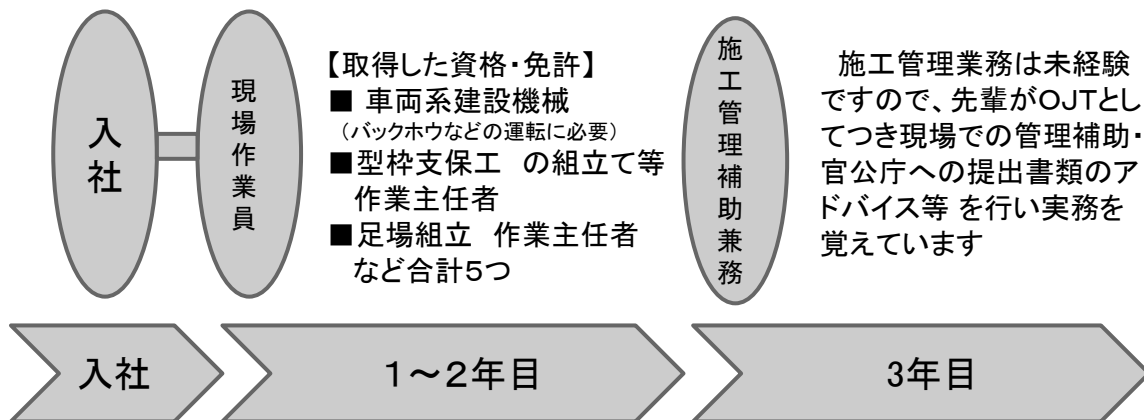 入社
現場作業員
【取得した資格・免許】
■ 車両系建設機械
（バックホウなどの運転に必要）
■型枠支保工　の組立て等
作業主任者
■足場組立　作業主任者
など合計５つ
施工管理補助兼務
施工管理業務は未経験
ですので、先輩がOJTとし
てつき現場での管理補助・
官公庁への提出書類のア
ドバイス等 を行い実務を
覚えています
入社
１～２年目
3年目